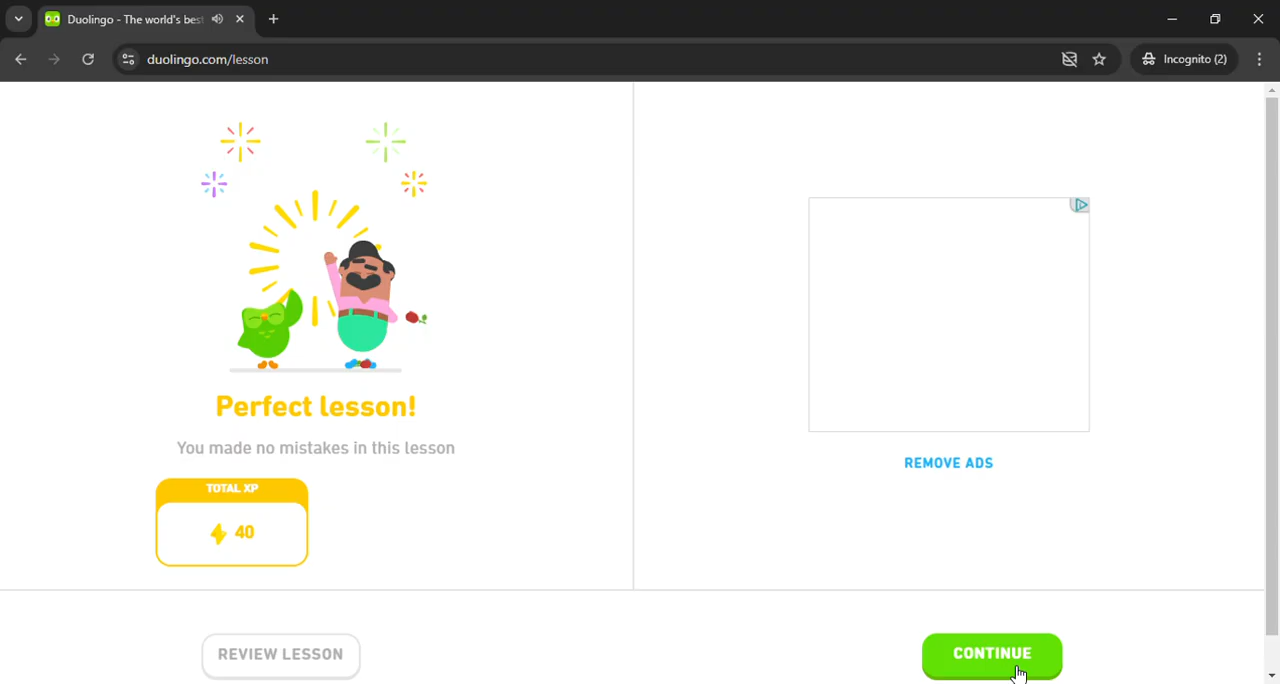 Duolingo - The world's bes
duolingo.com/lesson
Incognito (2)
Perfect lesson!
You made no mistakes in this lesson
TOTAL XP
40
REMOVE ADS
REVIEW LESSON
CONTINUE